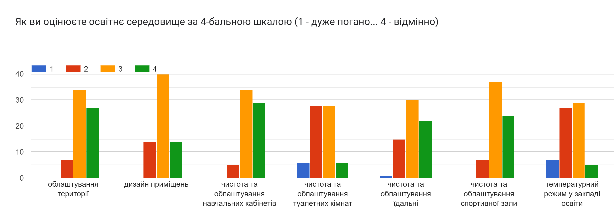 Як ви оцінюєте освітнє середовище за 4-бальною шкалою (1 - дуже погано... 4 - відмінно)
1 2 3 4
40
30
20
10
0
облаштування території
дизайн приміщень
чистота та облаштування навчальних кабінетів
чистота та облаштування туалетних кімнат
чистота та облаштування їдальні
чистота та облаштування спортивної зали
температурний режим у закладі освіти